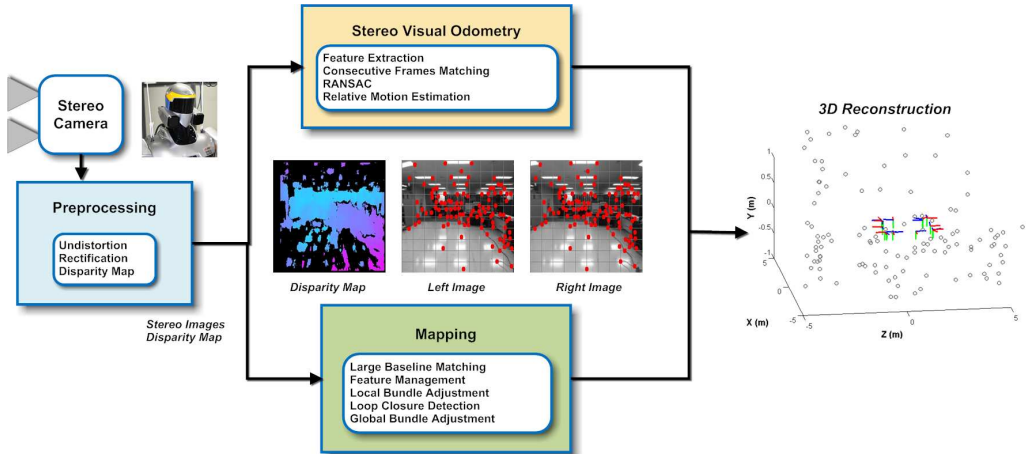 Stereo
Camera
Preprocessing
Undistortion
Rectification
Disparity Map
Stereo Images
Disparity Map
Stereo Visual Odometry
Feature Extraction
Consecutive Frames Matching
RANSAC
Relative Motion Estimation
Disparity Map
Left Image
Right Image
Mapping
Large Baseline Matching
Feature Management
Local Bundle Adjustment
Loop Closure Detection
Global Bundle Adjustment
3D Reconstruction
1
0.5
0
-0.5
-1
Y (m)
5
0
-5
X (m)
-5
0
5
Z (m)